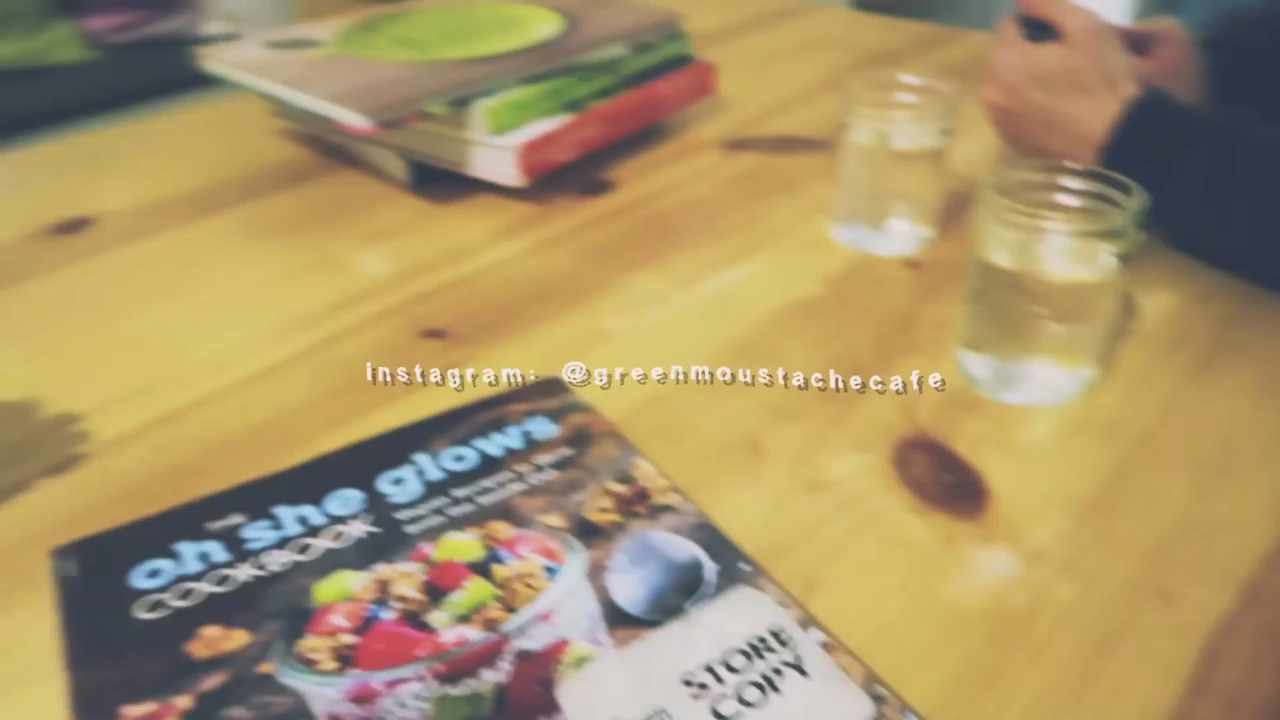 instagram: @greenmoustachecafe
oh she glows
COOKBOOK
STORE
COPY